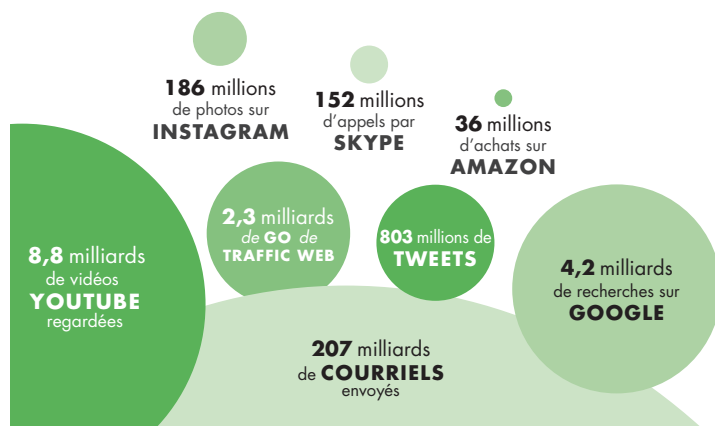 186 millions
de photos sur
INSTAGRAM
152 millions
d'appels par
SKYPE
36 millions
d'achats sur
AMAZON
8,8 milliards
de vidéos
YOUTUBE
regardées
2,3 milliards
de GO de
TRAFFIC WEB
803 millions de
TWEETS
4,2 milliards
de recherches sur
GOOGLE
207 milliards
de COURRIELS
envoyés